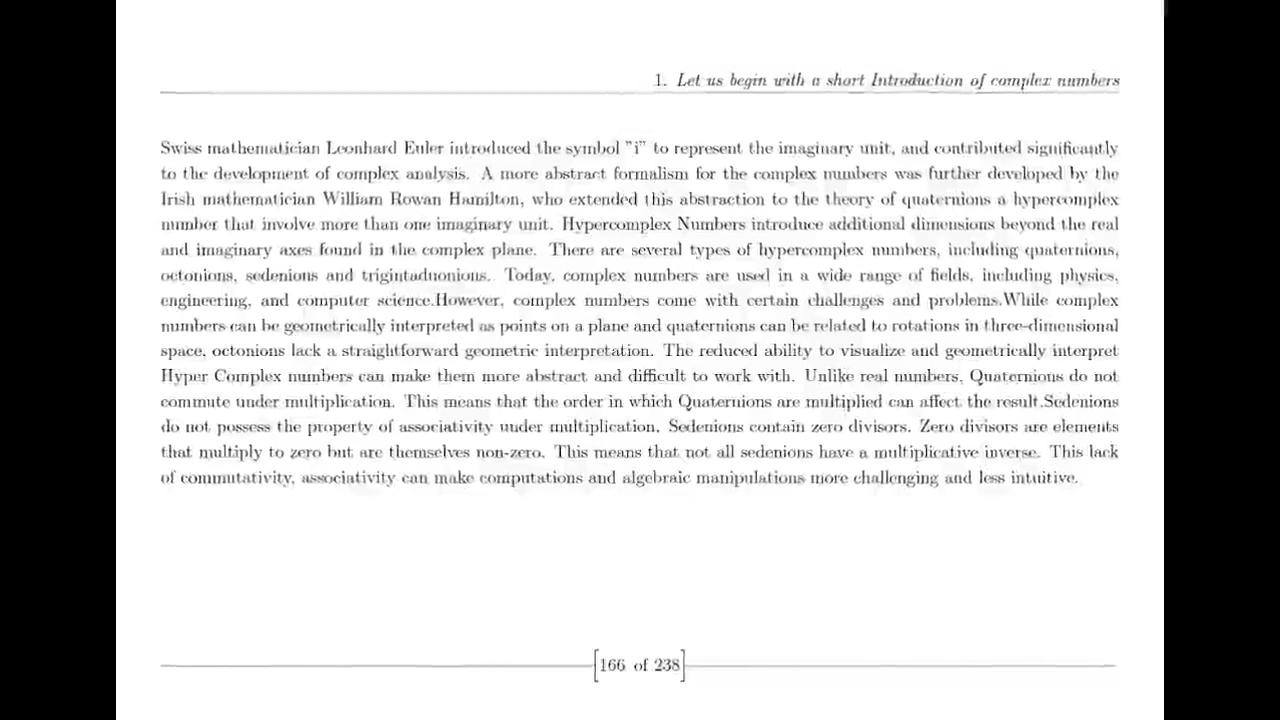 1. Let us begin with a short Introduction of complex numbers
Swiss mathematician Leonhard Euler introduced the symbol "i" to represent the imaginary unit, and contributed significantly
to the development of complex analysis. A more abstract formalism for the complex numbers was further developed by the
Irish mathematician William Rowan Hamilton, who extended this abstraction to the theory of quaternions a hypercomplex
number that involve more than one imaginary unit. Hypercomplex Numbers introduce additional dimensions beyond the real
and imaginary axes found in the complex plane. There are several types of hypercomplex numbers, including quaternions,
octonions, sedenions and trigintaduonions. Today, complex numbers are used in a wide range of fields, including physics,
engineering, and computer science.However, complex numbers come with certain challenges and problems.While complex
numbers can be geometrically interpreted as points on a plane and quaternions can be related to rotations in three-dimensional
space, octonions lack a straightforward geometric interpretation. The reduced ability to visualize and geometrically interpret
Hyper Complex numbers can make them more abstract and difficult to work with. Unlike real numbers, Quaternions do not
commute under multiplication. This means that the order in which Quaternions are multiplied can affect the result.Sedenions
do not possess the property of associativity under multiplication. Sedenions contain zero divisors. Zero divisors are elements
that multiply to zero but are themselves non-zero. This means that not all sedenions have a multiplicative inverse. This lack
of commutativity, associativity can make computations and algebraic manipulations more challenging and less intuitive.
[166 of 238]